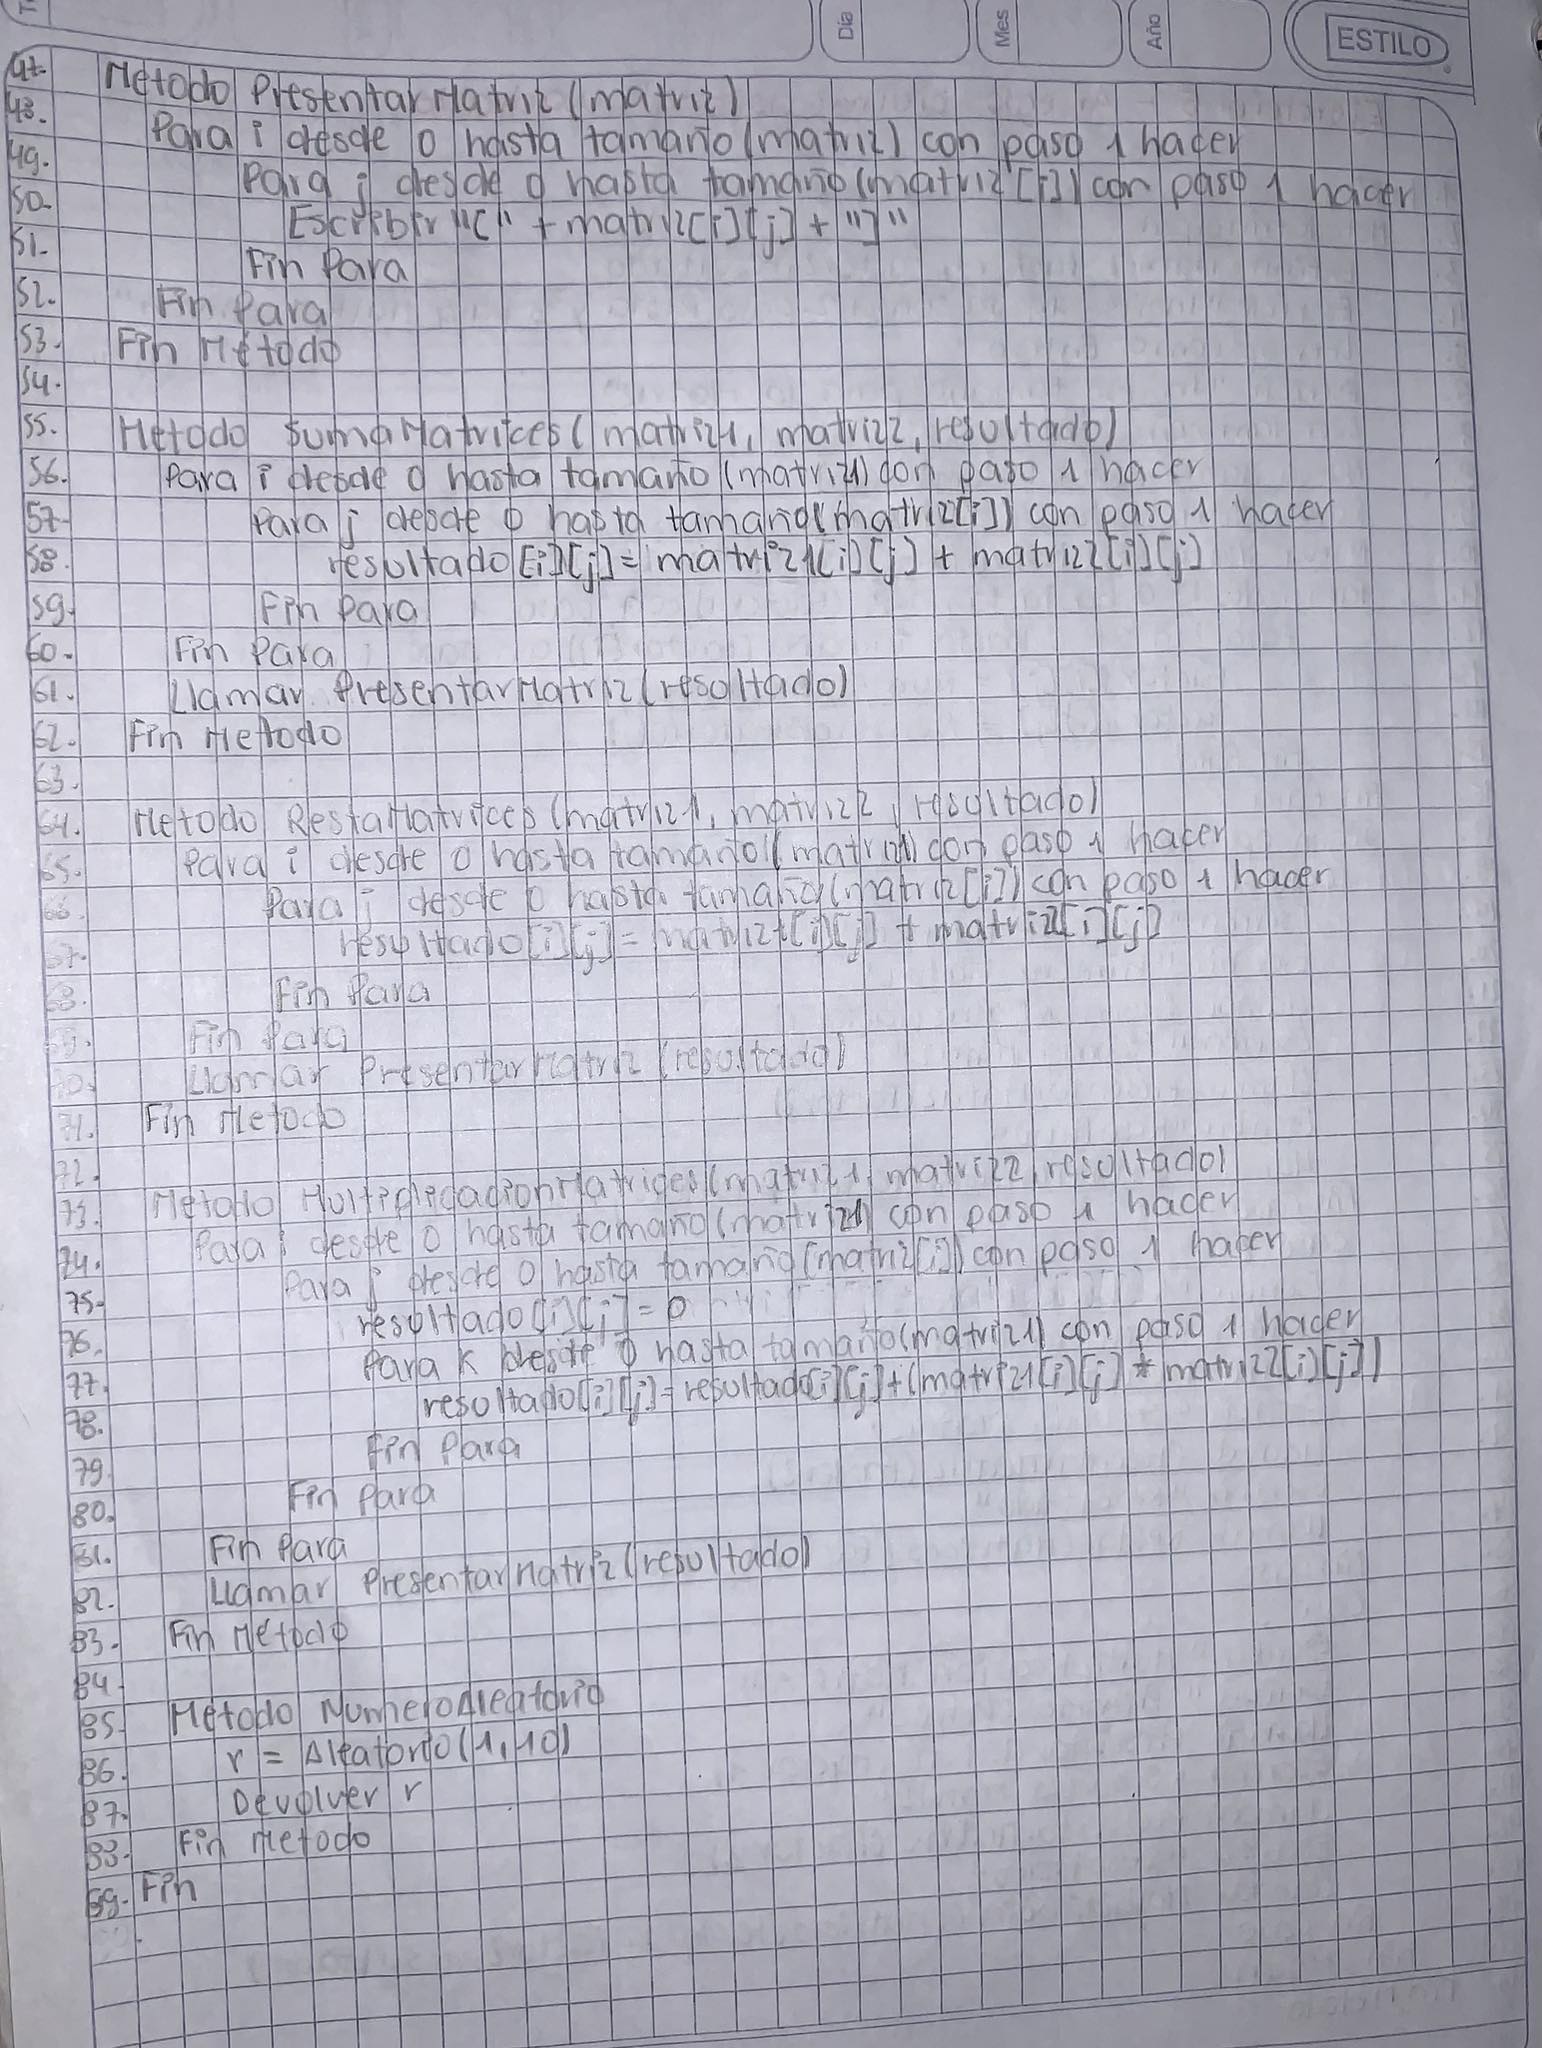 Día
Mes
Año
ESTILO
47. Metodo PresentarMatriz (matriz)
48. Para i desde 0 hasta tamaño (matriz) con paso 1 hacer
49. Para j desde 0 hasta tamaño (matriz[i]) con paso 1 hacer
50. Escribir "[" + matriz[i][j] + "]"
51. Fin Para
52. Fin Para
53. Fin Metodo
54.
55. Metodo SumaMatrices (matriz1, matriz2, resultado)
56. Para i desde 0 hasta tamaño (matriz1) con paso 1 hacer
57. Para j desde 0 hasta tamaño(matriz[i]) con paso 1 hacer
58. resultado[i][j] = matriz1[i][j] + matriz2[i][j]
59. Fin Para
60. Fin Para
61. Llamar PresentarMatriz (resultado)
62. Fin Metodo
63.
64. Metodo RestaMatrices (matriz1, matriz2, resultado)
65. Para i desde 0 hasta tamaño (matriz1) con paso 1 hacer
66. Para j desde 0 hasta tamaño (matriz[i]) con paso 1 hacer
67. resultado[i][j] = matriz1[i][j] + matriz2[i][j]
68. Fin Para
69. Fin Para
70. Llamar PresentarMatriz (resultado)
71. Fin Metodo
72.
73. Metodo MultiplicacionMatrices (matriz1, matriz2, resultado)
74. Para i desde 0 hasta tamaño (matriz1) con paso 1 hacer
75. Para j desde 0 hasta tamaño (matriz[i]) con paso 1 hacer
76. resultado[i][j] = 0
77. Para k desde 0 hasta tamaño(matriz1) con paso 1 hacer
78. resultado[i][j] = resultado[i][j] + (matriz1[i][j] * matriz2[i][j])
79. Fin Para
80. Fin Para
81. Fin Para
82. Llamar PresentarMatriz (resultado)
83. Fin Metodo
84.
85. Metodo NumeroAleatorio
86. r = Aleatorio (1, 10)
87. Devolver r
88. Fin Metodo
89. Fin